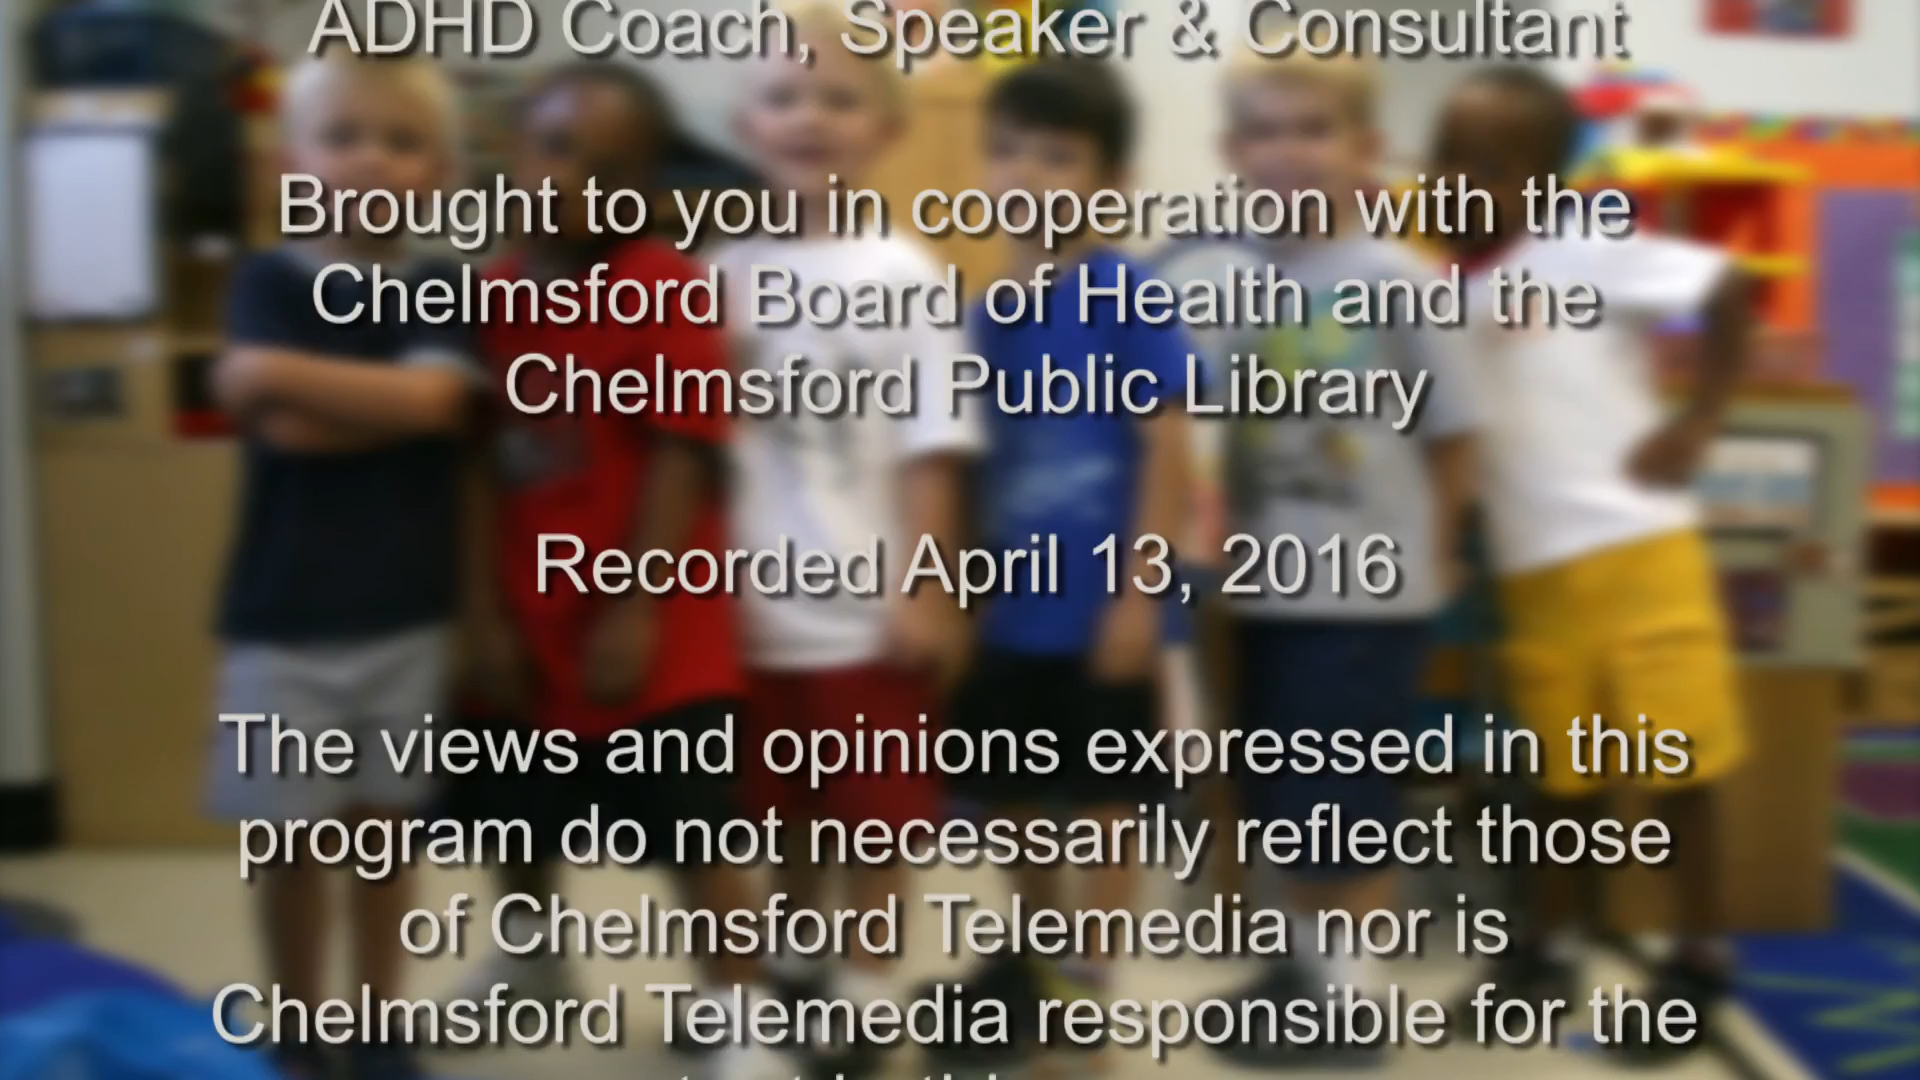 ADHD Coach, Speaker & Consultant
Brought to you in cooperation with the
Chelmsford Board of Health and the
Chelmsford Public Library
Recorded April 13, 2016
The views and opinions expressed in this
program do not necessarily reflect those
of Chelmsford Telemedia nor is
Chelmsford Telemedia responsible for the